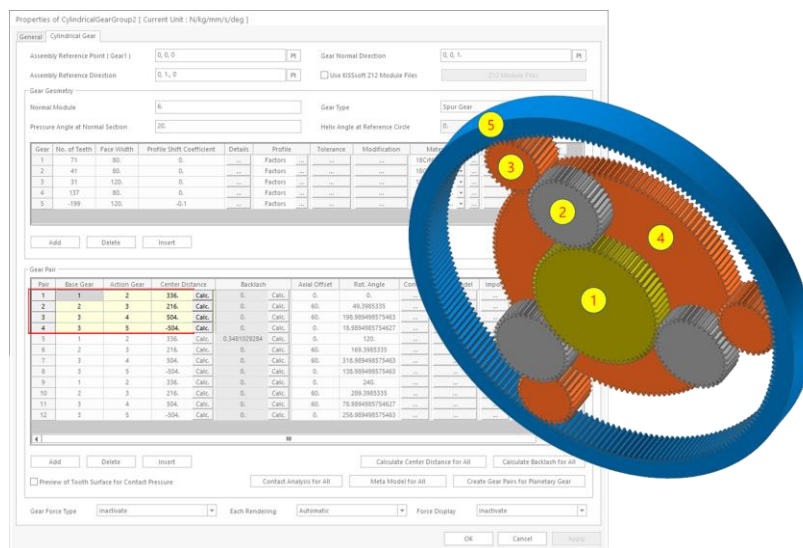 Properties of CylindricalGearGroup2 [ Current Unit : N/kg/mm/s/deg ]
General Cylindrical Gear
Assembly Reference Point ( Gear1 ) 0, 0, 0 Pt Gear Normal Direction 0, 0, 1. Pt
Assembly Reference Direction 0, 1., 0 Pt Use KISSsoft Z12 Module Files Z12 Module Files
Gear Geometry
Normal Module 6. Gear Type Spur Gear
Pressure Angle at Normal Section 20. Helix Angle at Reference Circle 0.
Gear No. of Teeth Face Width Profile Shift Coefficient Details Profile Tolerance Modification
1 71 80. 0. ... Factors ... ... ... 18CrN
2 41 80. 0. ... Factors ... ... ...
3 31 120. 0. ... Factors ... ... ...
4 137 80. 0. ... Factors ... ... ...
5 -199 120. -0.1 ... Factors ... ... ...
Add Delete Insert
Gear Pair
Pair Base Gear Action Gear Center Distance Backlash Axial Offset Rot. Angle
1 1 2 336. Calc. 0. Calc. 0. 0.
2 2 3 216. Calc. 0. Calc. 0. 49.3985335
3 3 4 504. Calc. 0. Calc. 60. 198.989498575463
4 3 5 -504. Calc. 0. Calc. 60. 18.9894985754627
5 1 2 336. Calc. 0.3481029284 Calc. 0. 120.
6 2 3 216. Calc. 0. Calc. 60. 169.3985335
7 3 4 504. Calc. 0. Calc. 60. 318.989498575463
8 3 5 -504. Calc. 0. Calc. 0. 138.989498575463
9 1 2 336. Calc. 0. Calc. 0. 240.
10 2 3 216. Calc. 0. Calc. 60. 289.3985335
11 3 4 504. Calc. 0. Calc. 60. 78.9894985754627
12 3 5 -504. Calc. 0. Calc. 0. 258.989498575463
Add Delete Insert Calculate Center Distance for All Calculate Backlash for All
Preview of Tooth Surface for Contact Pressure Contact Analysis for All Meta Model for All Create Gear Pairs for Planetary Gear
Gear Force Type Inactivate Each Rendering Automatic Force Display Inactivate
OK Cancel Apply
5
3
2
4
1